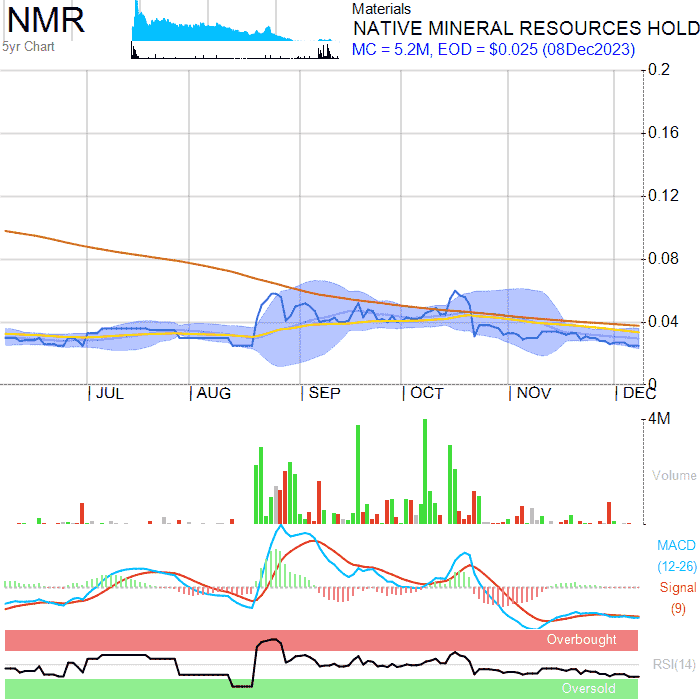 NMR
5yr Chart
Materials
NATIVE MINERAL RESOURCES HOLD
MC = 5.2M, EOD = $0.025 (08Dec2023)
0.2
0.16
0.12
0.08
0.04
0
JUL AUG SEP OCT NOV DEC
4M
Volume
MACD
(12-26)
Signal
(9)
Overbought
RSI(14)
Oversold